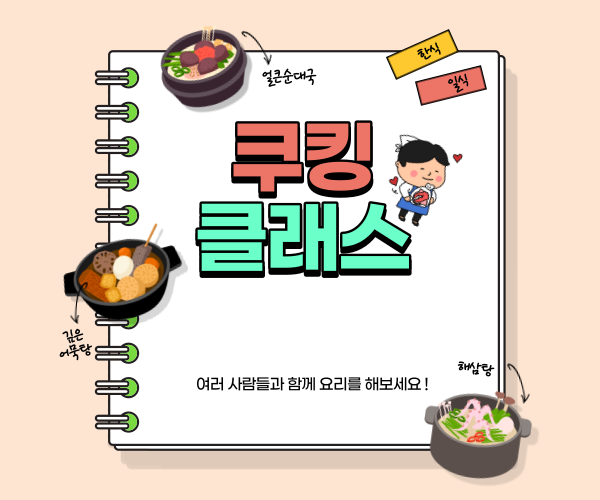 얼큰순대국
한식
일식
쿠킹
클래스
깊은
어묵탕
해삼탕
여러 사람들과 함께 요리를 해보세요 !